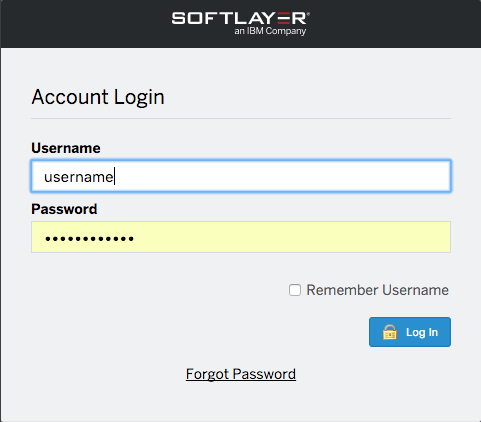 SOFTLAYER®
an IBM Company
Account Login
Username
username
Password
••••••••••••
Remember Username
Log In
Forgot Password